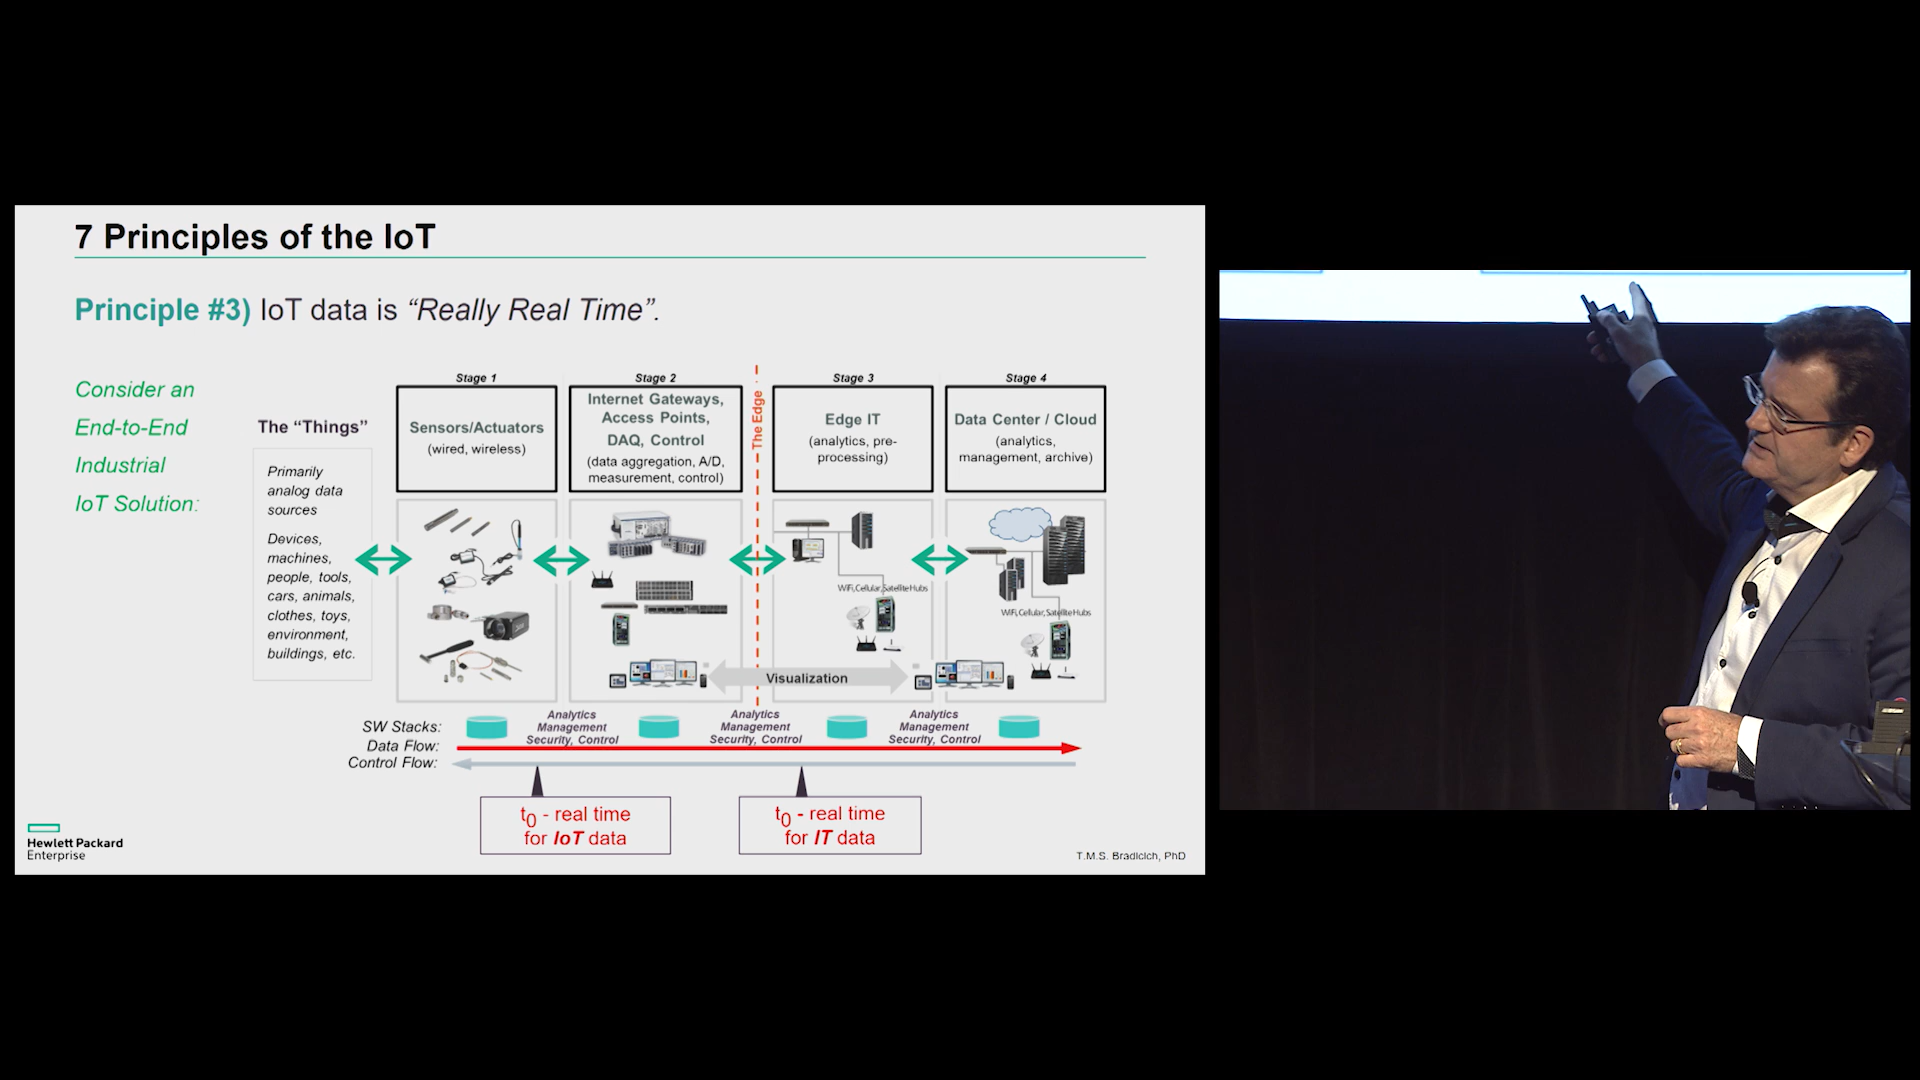 7 Principles of the IoT
Principle #3) IoT data is “Really Real Time”.
Consider an
End-to-End
Industrial
IoT Solution:
The “Things”
Primarily
analog data
sources
Devices,
machines,
people, tools,
cars, animals,
clothes, toys,
environment,
buildings, etc.
Stage 1
Sensors/Actuators
(wired, wireless)
Stage 2
Internet Gateways,
Access Points,
DAQ, Control
(data aggregation, A/D,
measurement, control)
The Edge
Stage 3
Edge IT
(analytics, pre-
processing)
Stage 4
Data Center / Cloud
(analytics,
management, archive)
WiFi, Cellular, Satellite Hubs
WiFi, Cellular, Satellite Hubs
Visualization
SW Stacks:
Analytics
Management
Security, Control
Analytics
Management
Security, Control
Analytics
Management
Security, Control
Data Flow:
Control Flow:
t0 - real time
for IoT data
t0 - real time
for IT data
Hewlett Packard
Enterprise
T.M.S. Bradicich, PhD